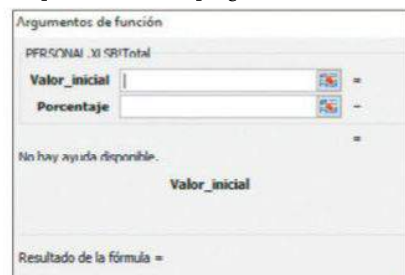 Argumentos de función
PERSONAL.XLSB!Total
Valor_inicial =
Porcentaje =
=
No hay ayuda disponible.
Valor_inicial
Resultado de la fórmula =